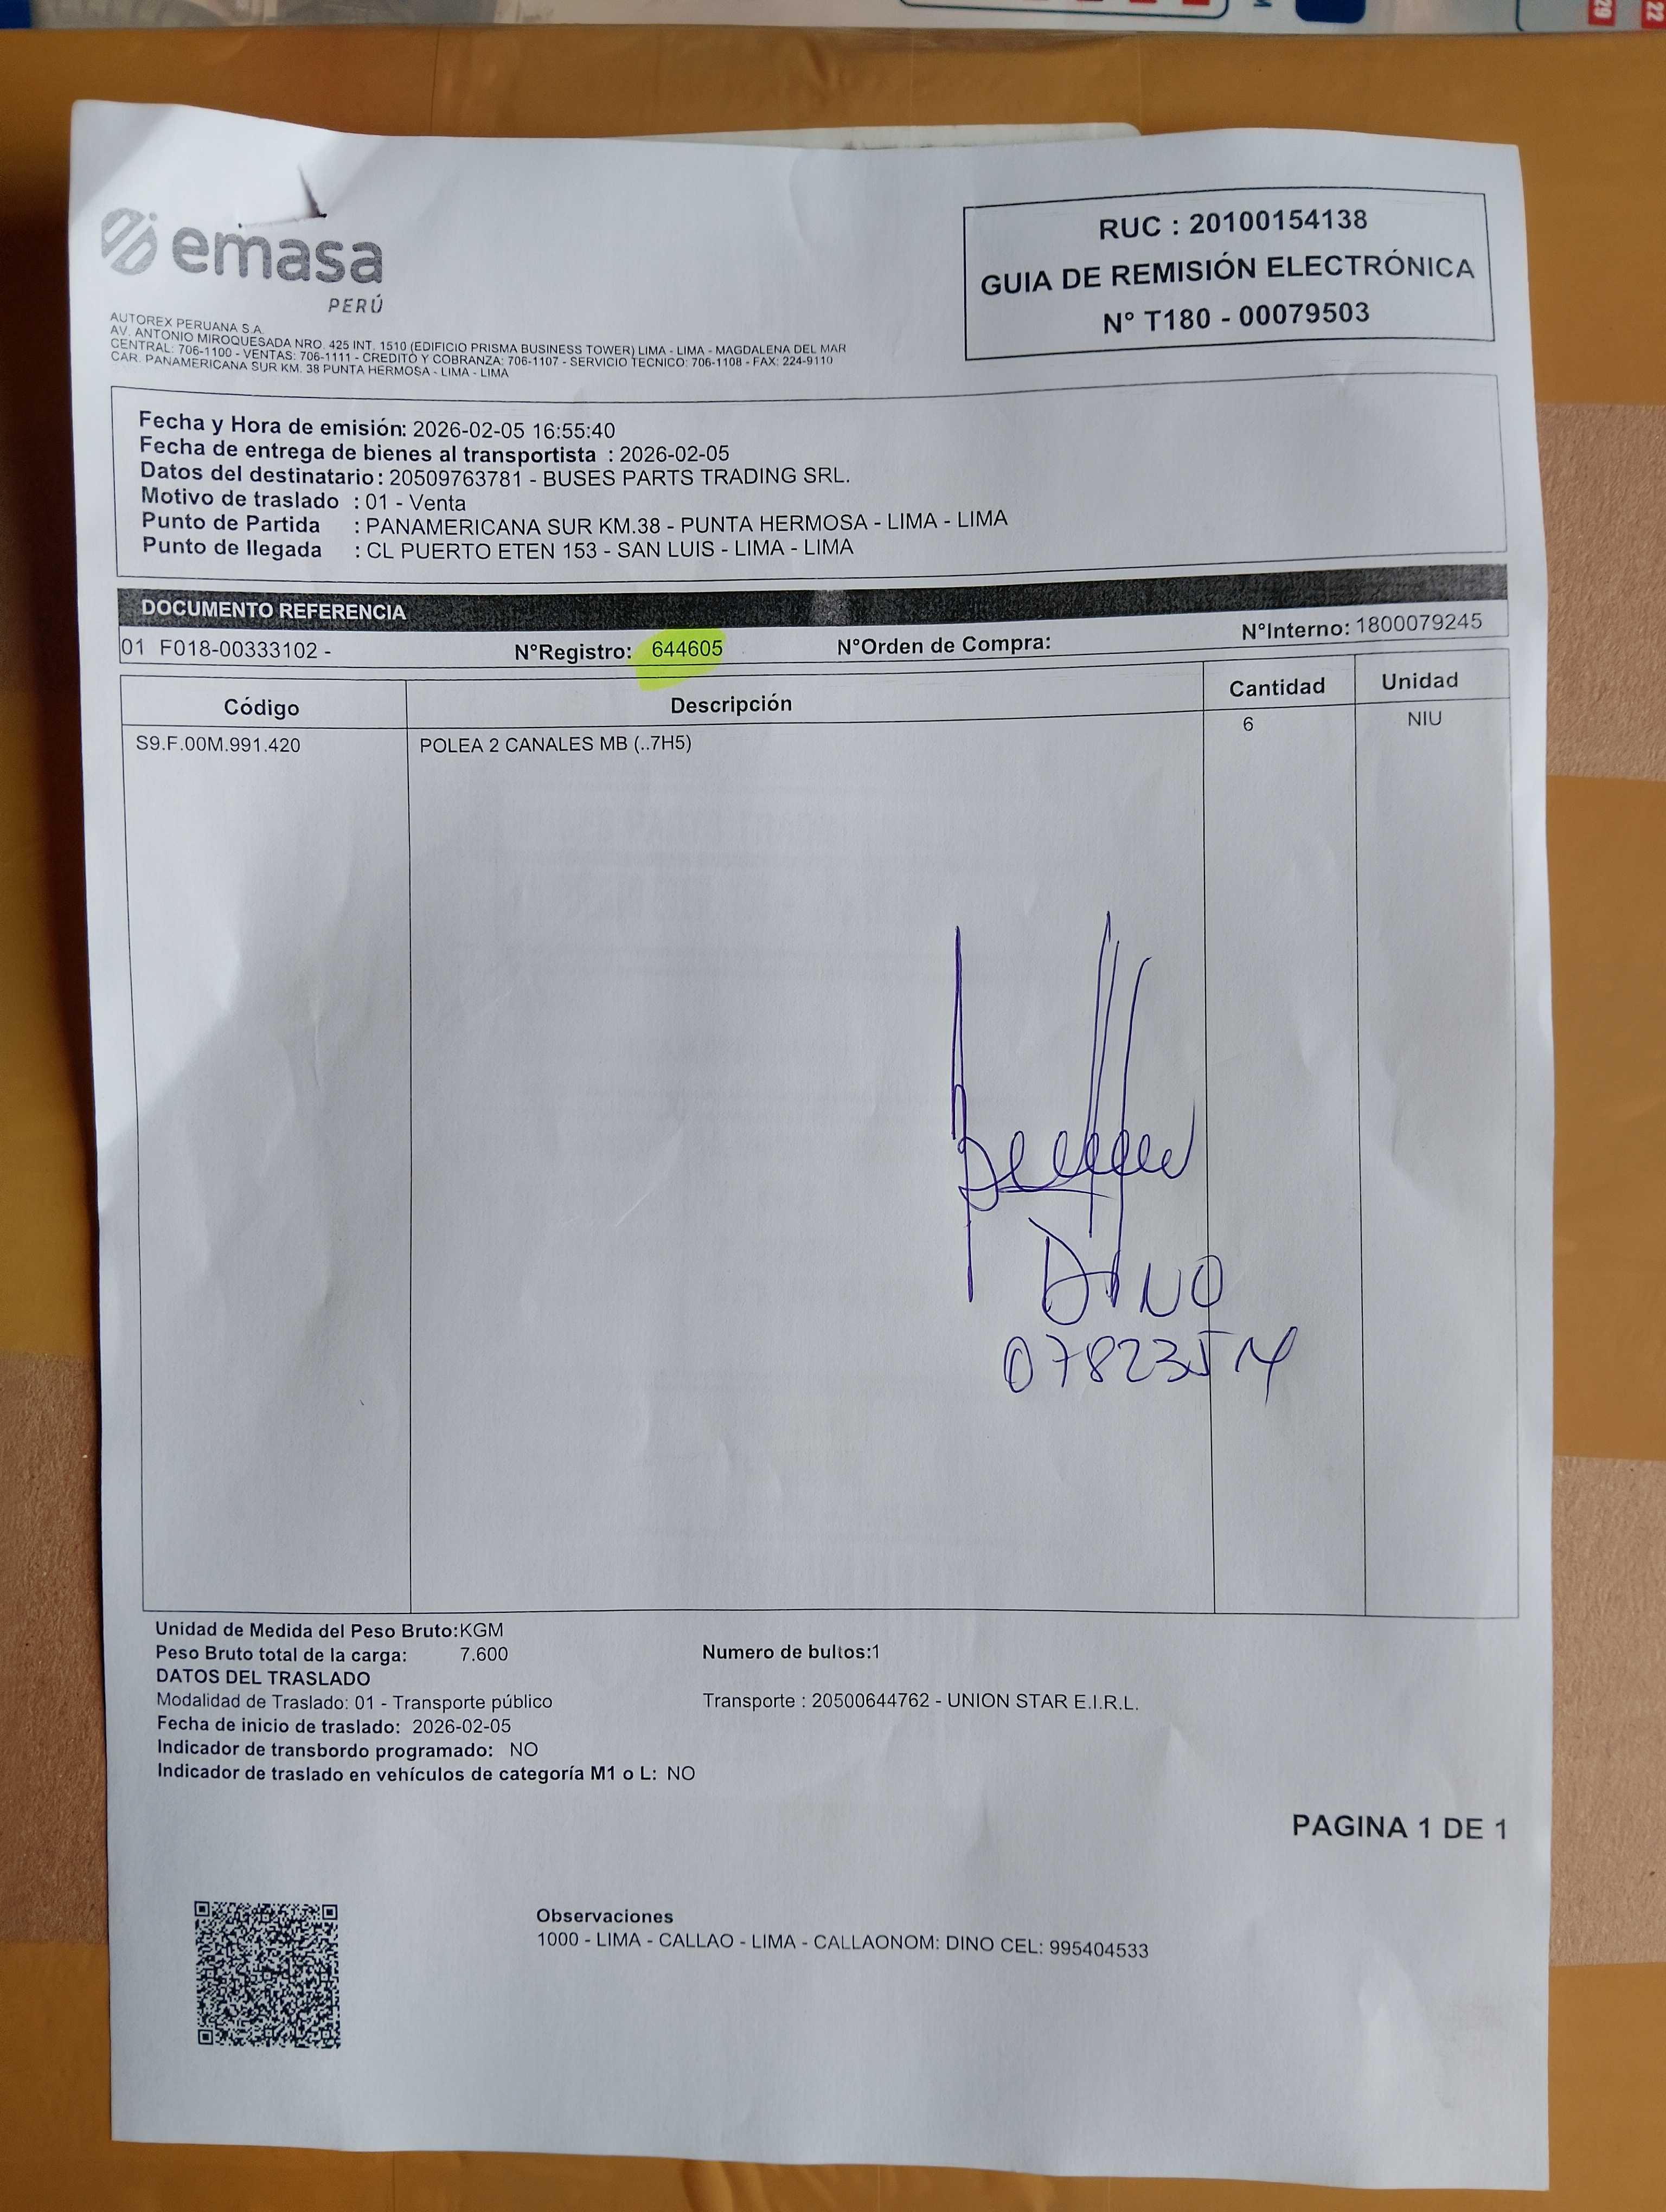 emasa
PERÚ
AUTOREX PERUANA S.A.
AV. ANTONIO MIROQUESADA NRO. 425 INT. 1510 (EDIFICIO PRISMA BUSINESS TOWER) LIMA - LIMA - MAGDALENA DEL MAR
CENTRAL: 706-1100 - VENTAS: 706-1111 - CREDITO Y COBRANZA: 706-1107 - SERVICIO TECNICO: 706-1108 - FAX: 224-9110
CAR. PANAMERICANA SUR KM. 38 PUNTA HERMOSA - LIMA - LIMA
RUC : 20100154138
GUIA DE REMISIÓN ELECTRÓNICA
N° T180 - 00079503
Fecha y Hora de emisión: 2026-02-05 16:55:40
Fecha de entrega de bienes al transportista : 2026-02-05
Datos del destinatario : 20509763781 - BUSES PARTS TRADING SRL.
Motivo de traslado : 01 - Venta
Punto de Partida : PANAMERICANA SUR KM.38 - PUNTA HERMOSA - LIMA - LIMA
Punto de llegada : CL PUERTO ETEN 153 - SAN LUIS - LIMA - LIMA
DOCUMENTO REFERENCIA
01 F018-00333102 - N°Registro: 644605 N°Orden de Compra: N°Interno: 1800079245
Código Descripción Cantidad Unidad
S9.F.00M.991.420 POLEA 2 CANALES MB (..7H5) 6 NIU
DINO
Unidad de Medida del Peso Bruto:KGM
Peso Bruto total de la carga: 7.600 Numero de bultos:1
DATOS DEL TRASLADO
Modalidad de Traslado: 01 - Transporte público Transporte : 20500644762 - UNION STAR E.I.R.L.
Fecha de inicio de traslado: 2026-02-05
Indicador de transbordo programado: NO
Indicador de traslado en vehículos de categoría M1 o L: NO
PAGINA 1 DE 1
Observaciones
1000 - LIMA - CALLAO - LIMA - CALLAONOM: DINO CEL: 995404533
29
22